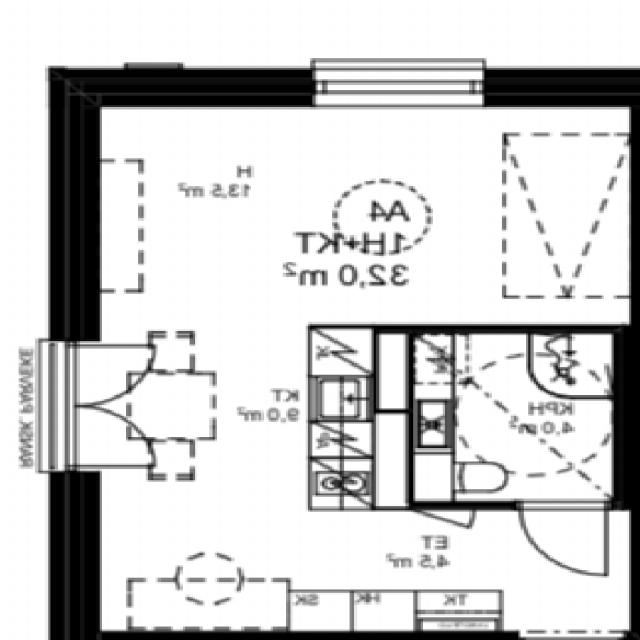 H
13,5 m²
A4
1H+KT
32,0 m²
KT
9,0 m²
KPH
4,0 m²
ET
4,5 m²
SK
HK
TK
RANSK. PARVEKE